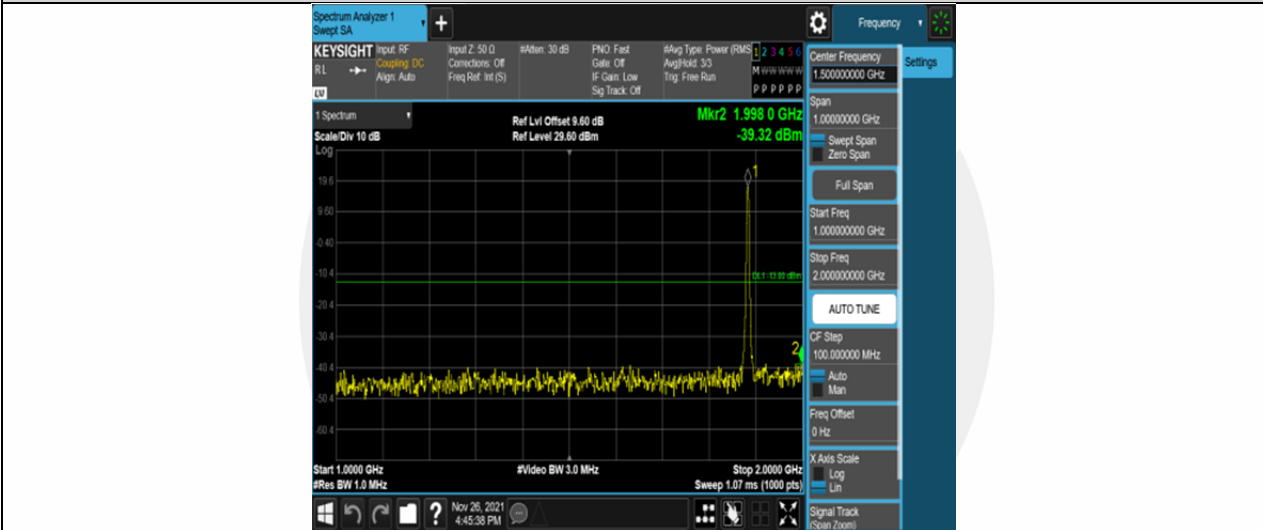 Spectrum Analyzer 1
Swept SA
+
Frequency
KEYSIGHT
RL
LV
Input: RF
Coupling: DC
Align: Auto
Input Z: 50 Ω
Corrections: Off
Freq Ref: Int (S)
#Atten: 30 dB
PNO: Fast
Gate: Off
IF Gain: Low
Sig Track: Off
#Avg Type: Power (RMS
Avg|Hold: 3/3
Trig: Free Run
1 2 3 4 5 6
M W W W W W
P P P P P P
1 Spectrum
Scale/Div 10 dB
Ref Lvl Offset 9.60 dB
Ref Level 29.60 dBm
Mkr2 1.998 0 GHz
-39.32 dBm
Log
19.6
9.60
-0.40
-10.4
-20.4
-30.4
-40.4
-50.4
-60.4
1
DL1 -13.00 dBm
2
Start 1.0000 GHz
#Res BW 1.0 MHz
#Video BW 3.0 MHz
Stop 2.0000 GHz
Sweep 1.07 ms (1000 pts)
Nov 26, 2021
4:45:38 PM
Center Frequency
1.500000000 GHz
Settings
Span
1.00000000 GHz
Swept Span
Zero Span
Full Span
Start Freq
1.000000000 GHz
Stop Freq
2.000000000 GHz
AUTO TUNE
CF Step
100.000000 MHz
Auto
Man
Freq Offset
0 Hz
X Axis Scale
Log
Lin
Signal Track
(Span Zoom)